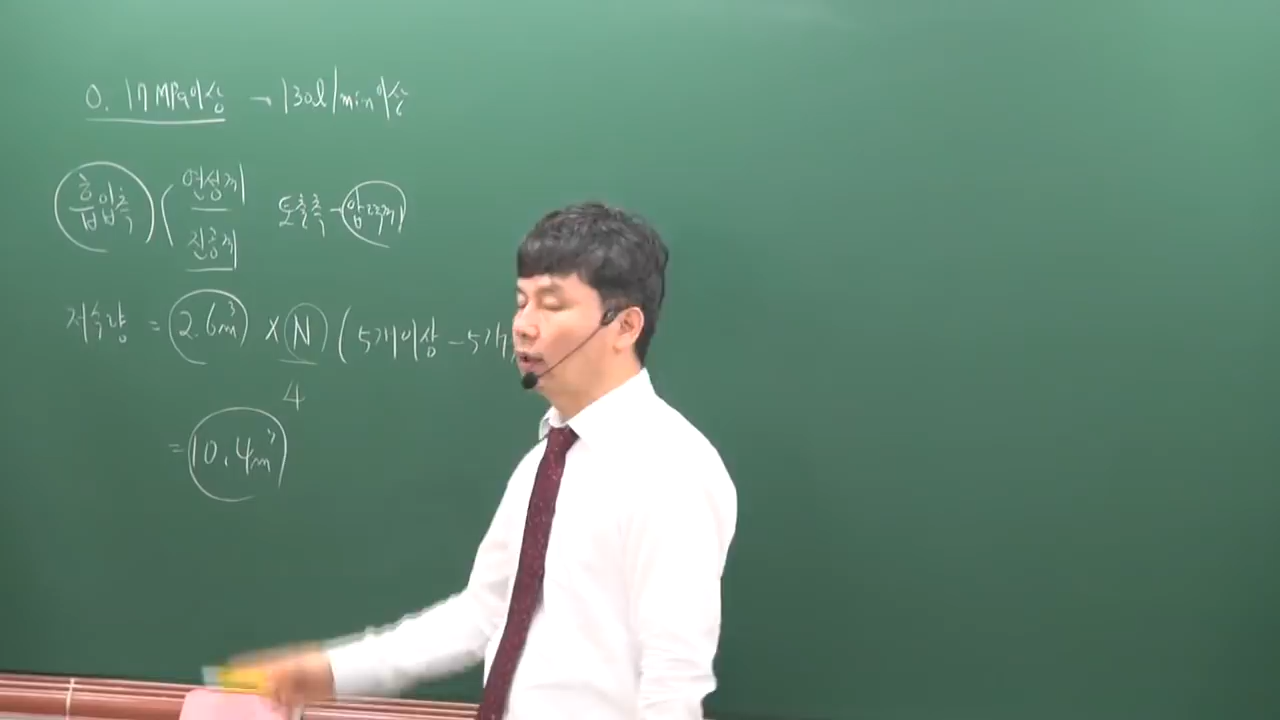 0.17MPa이상 → 130l/min이상
흡입측 ( 연성계 토출측 - 압력계
진공계
저수량 = 2.6m³ × N ( 5개이상 - 5개
4
= 10.4m³